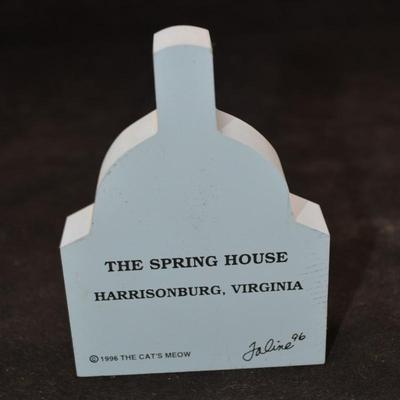 THE SPRING HOUSE
HARRISONBURG, VIRGINIA
© 1996 THE CAT'S MEOW
Faline 96